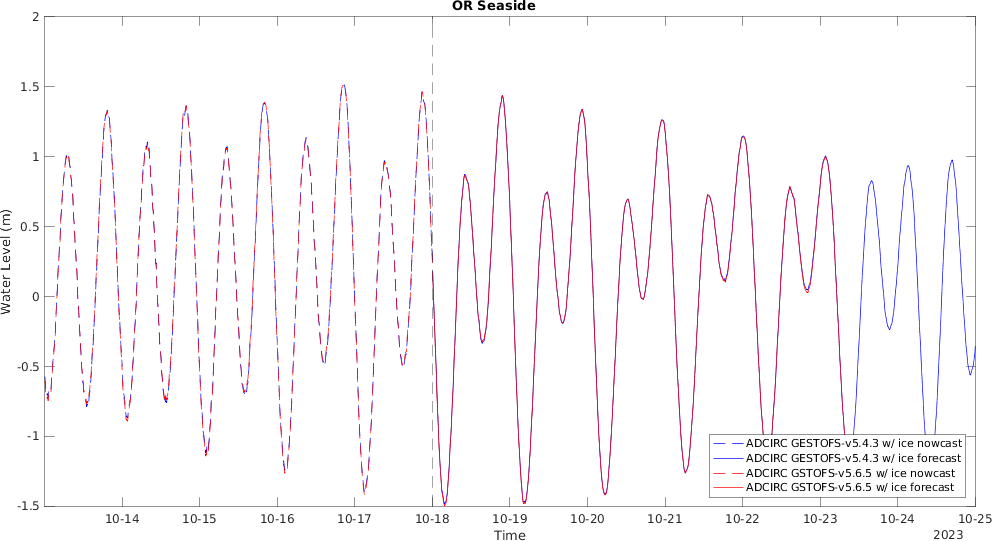 OR Seaside
2
1.5
1
0.5
0
-0.5
-1
-1.5
Water Level (m)
10-14 10-15 10-16 10-17 10-18 10-19 10-20 10-21 10-22 10-23 10-24 10-25
Time
2023
ADCIRC GESTOFS-v5.4.3 w/ ice nowcast
ADCIRC GESTOFS-v5.4.3 w/ ice forecast
ADCIRC GSTOFS-v5.6.5 w/ ice nowcast
ADCIRC GSTOFS-v5.6.5 w/ ice forecast